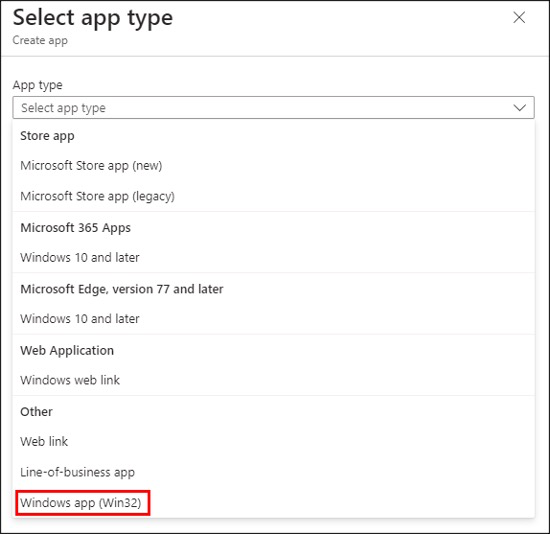 Select app type
Create app
App type
Select app type
Store app
Microsoft Store app (new)
Microsoft Store app (legacy)
Microsoft 365 Apps
Windows 10 and later
Microsoft Edge, version 77 and later
Windows 10 and later
Web Application
Windows web link
Other
Web link
Line-of-business app
Windows app (Win32)